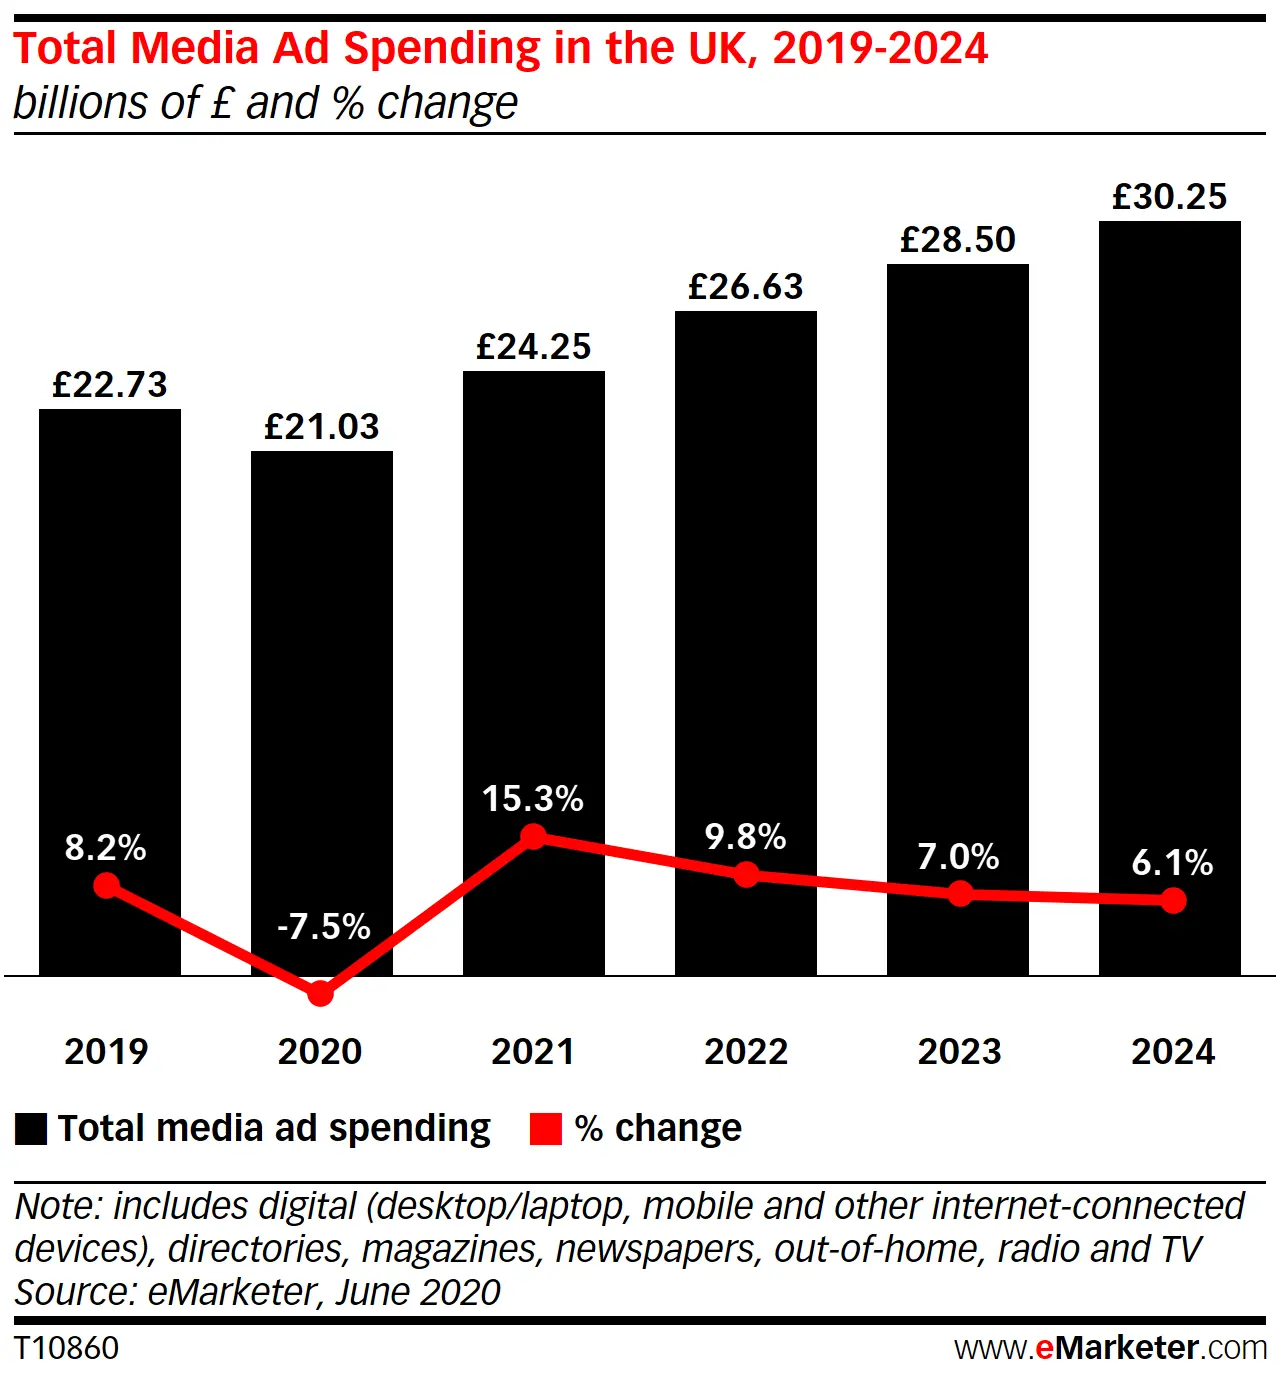 Total Media Ad Spending in the UK, 2019-2024
billions of £ and % change
£22.73
£21.03
£24.25
£26.63
£28.50
£30.25
8.2%
-7.5%
15.3%
9.8%
7.0%
6.1%
2019
2020
2021
2022
2023
2024
Total media ad spending
% change
Note: includes digital (desktop/laptop, mobile and other internet-connected
devices), directories, magazines, newspapers, out-of-home, radio and TV
Source: eMarketer, June 2020
T10860
www.eMarketer.com